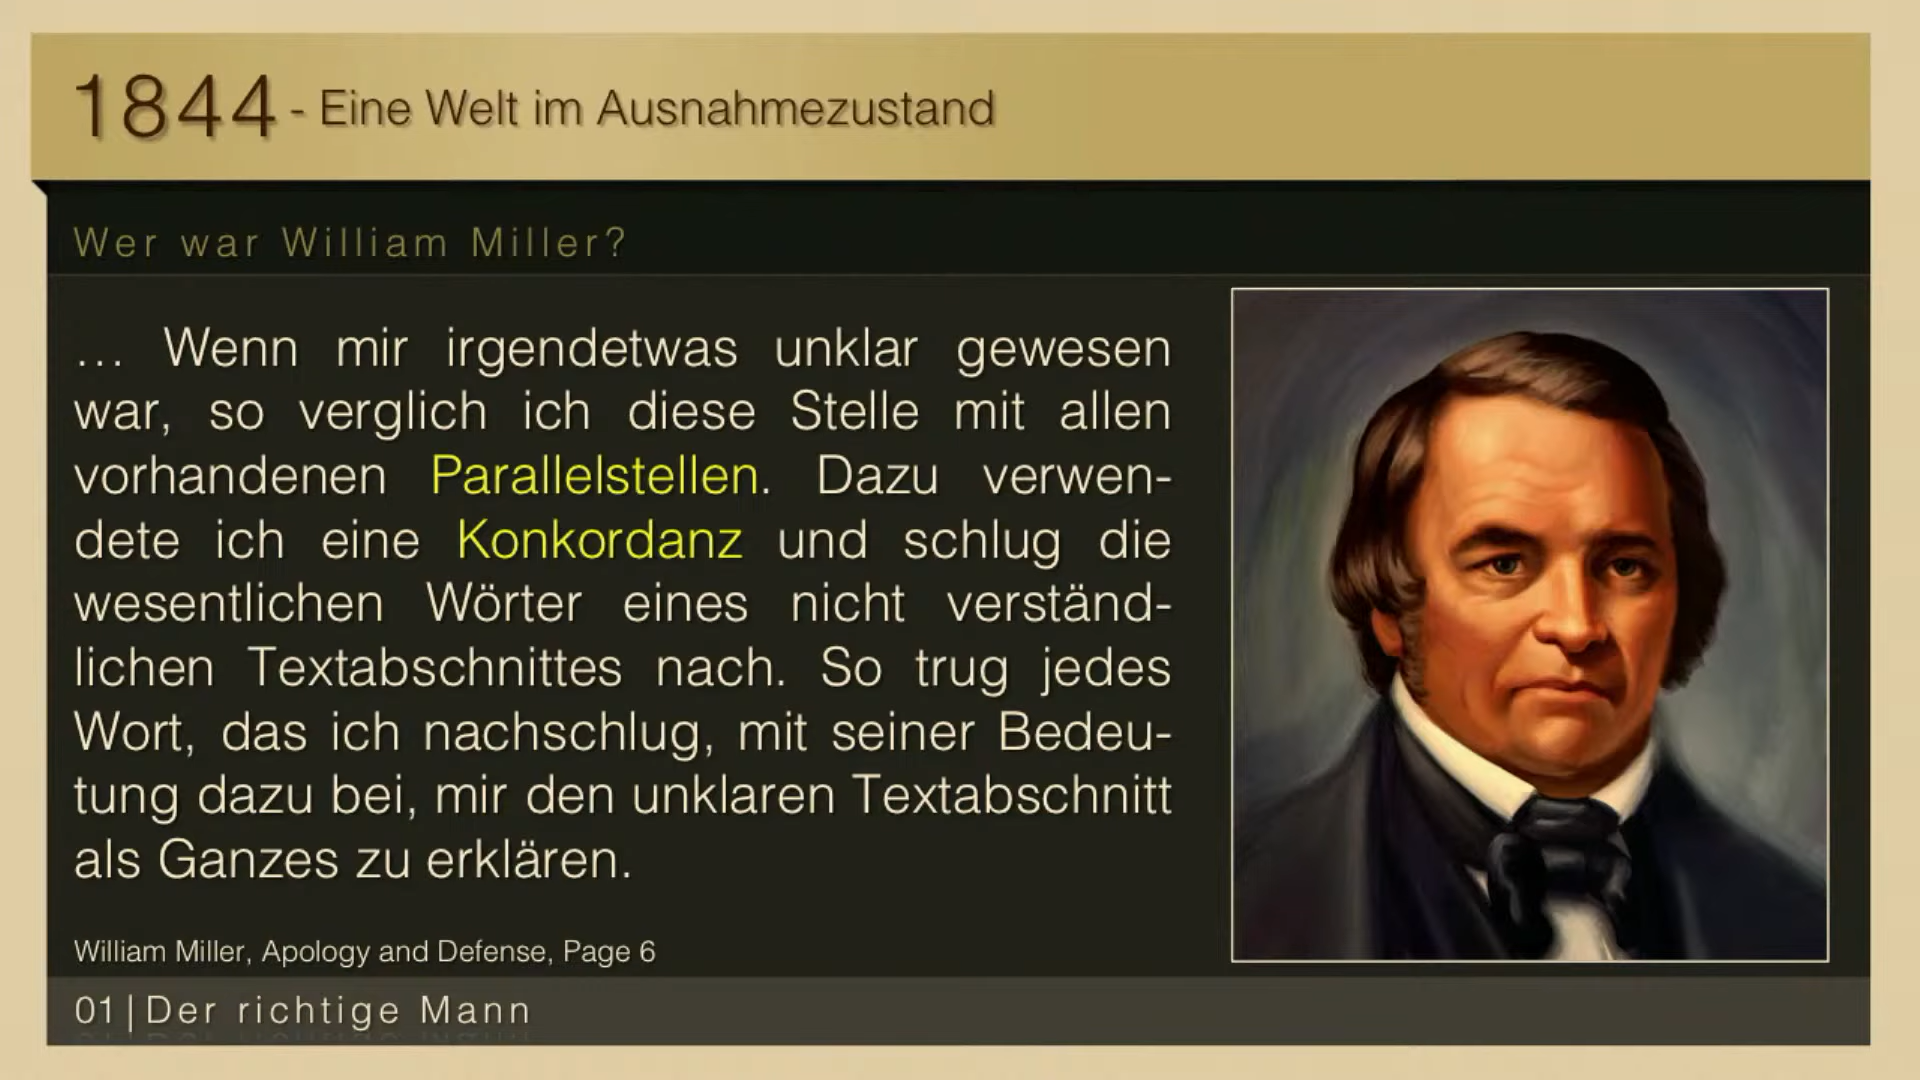 1844 - Eine Welt im Ausnahmezustand
Wer war William Miller?
... Wenn mir irgendetwas unklar gewesen
war, so verglich ich diese Stelle mit allen
vorhandenen Parallelstellen. Dazu verwen-
dete ich eine Konkordanz und schlug die
wesentlichen Wörter eines nicht verständ-
lichen Textabschnittes nach. So trug jedes
Wort, das ich nachschlug, mit seiner Bedeu-
tung dazu bei, mir den unklaren Textabschnitt
als Ganzes zu erklären.
William Miller, Apology and Defense, Page 6
01|Der richtige Mann